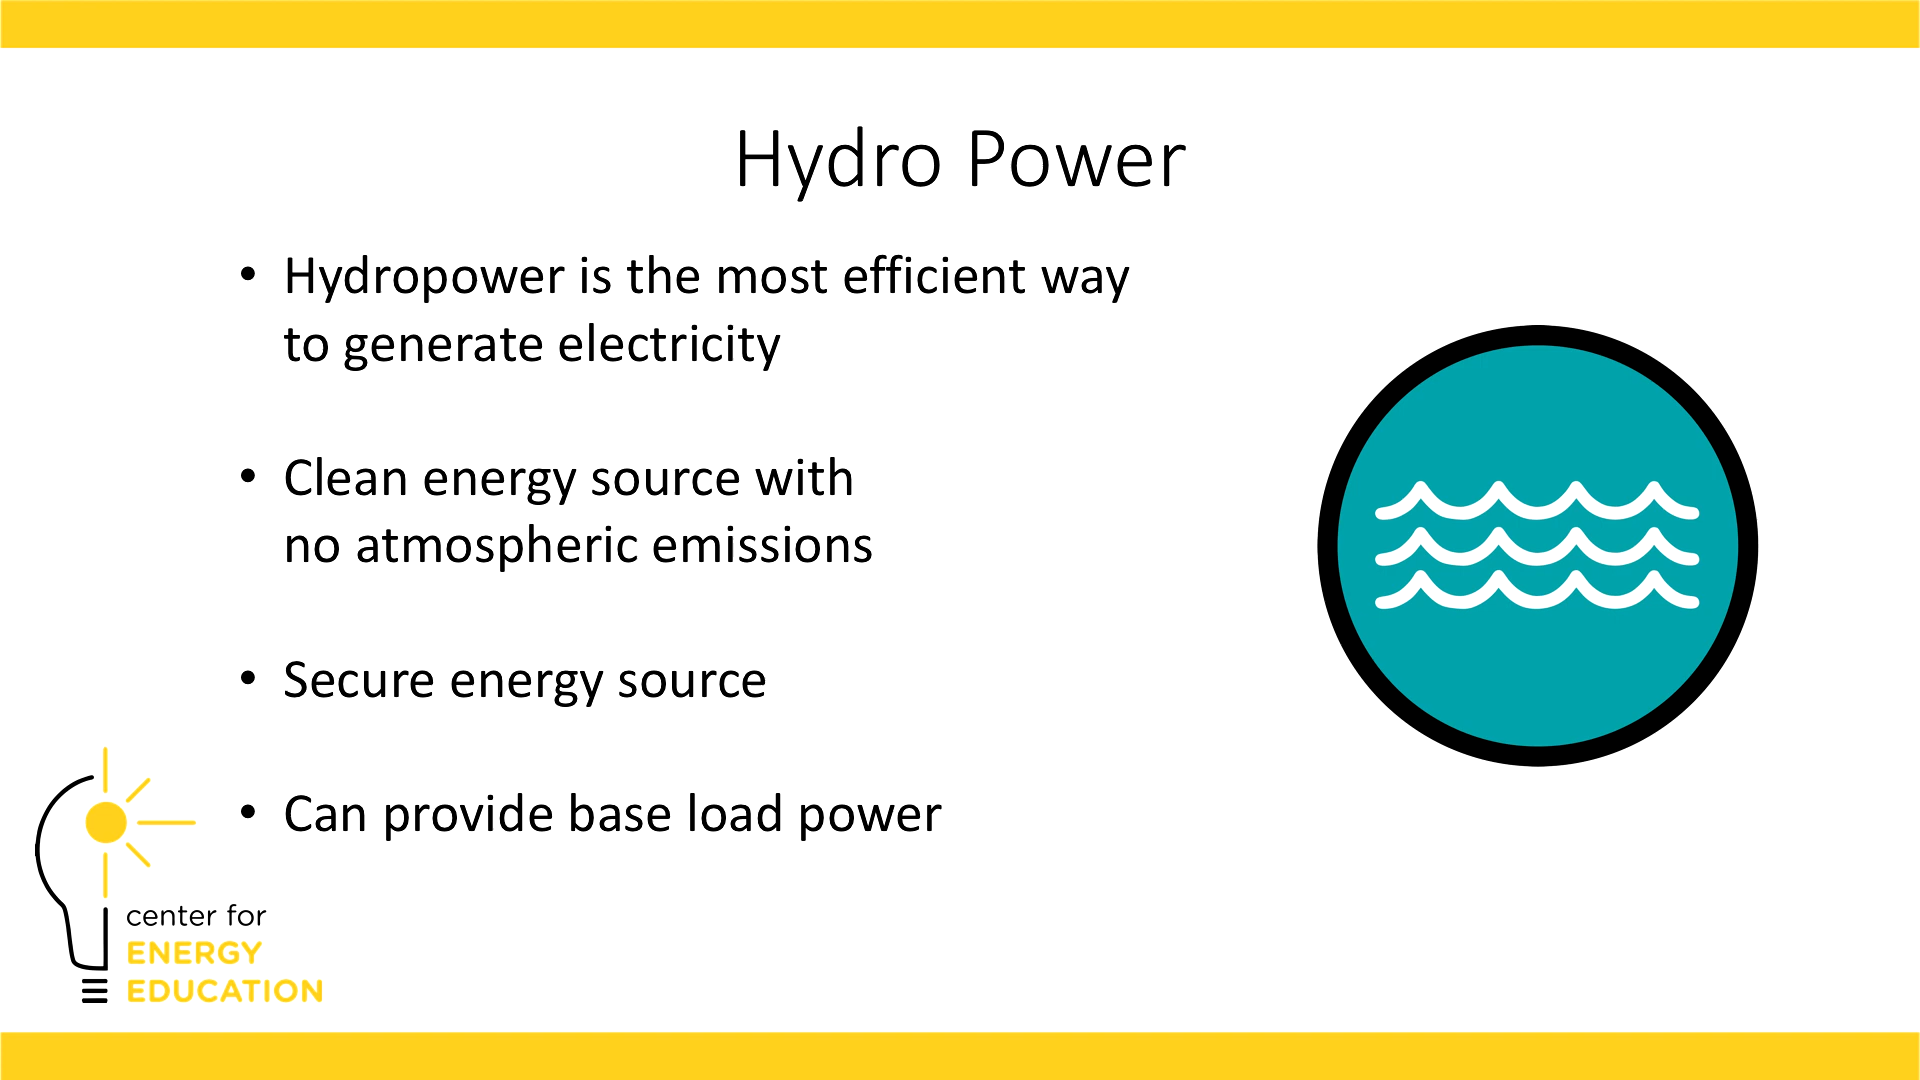 Hydro Power
• Hydropower is the most efficient way
to generate electricity
• Clean energy source with
no atmospheric emissions
• Secure energy source
• Can provide base load power
center for
ENERGY
EDUCATION